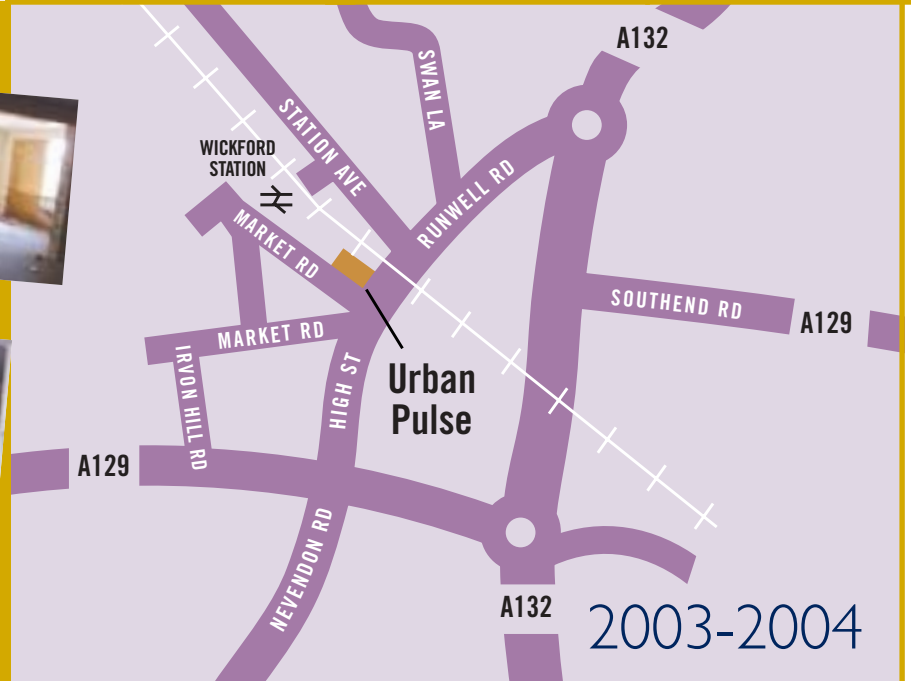 A132
SWAN LA
STATION AVE
WICKFORD
STATION
RUNWELL RD
MARKET RD
SOUTHEND RD
A129
MARKET RD
IRVON HILL RD
HIGH ST
Urban
Pulse
A129
NEVENDON RD
A132
2003-2004